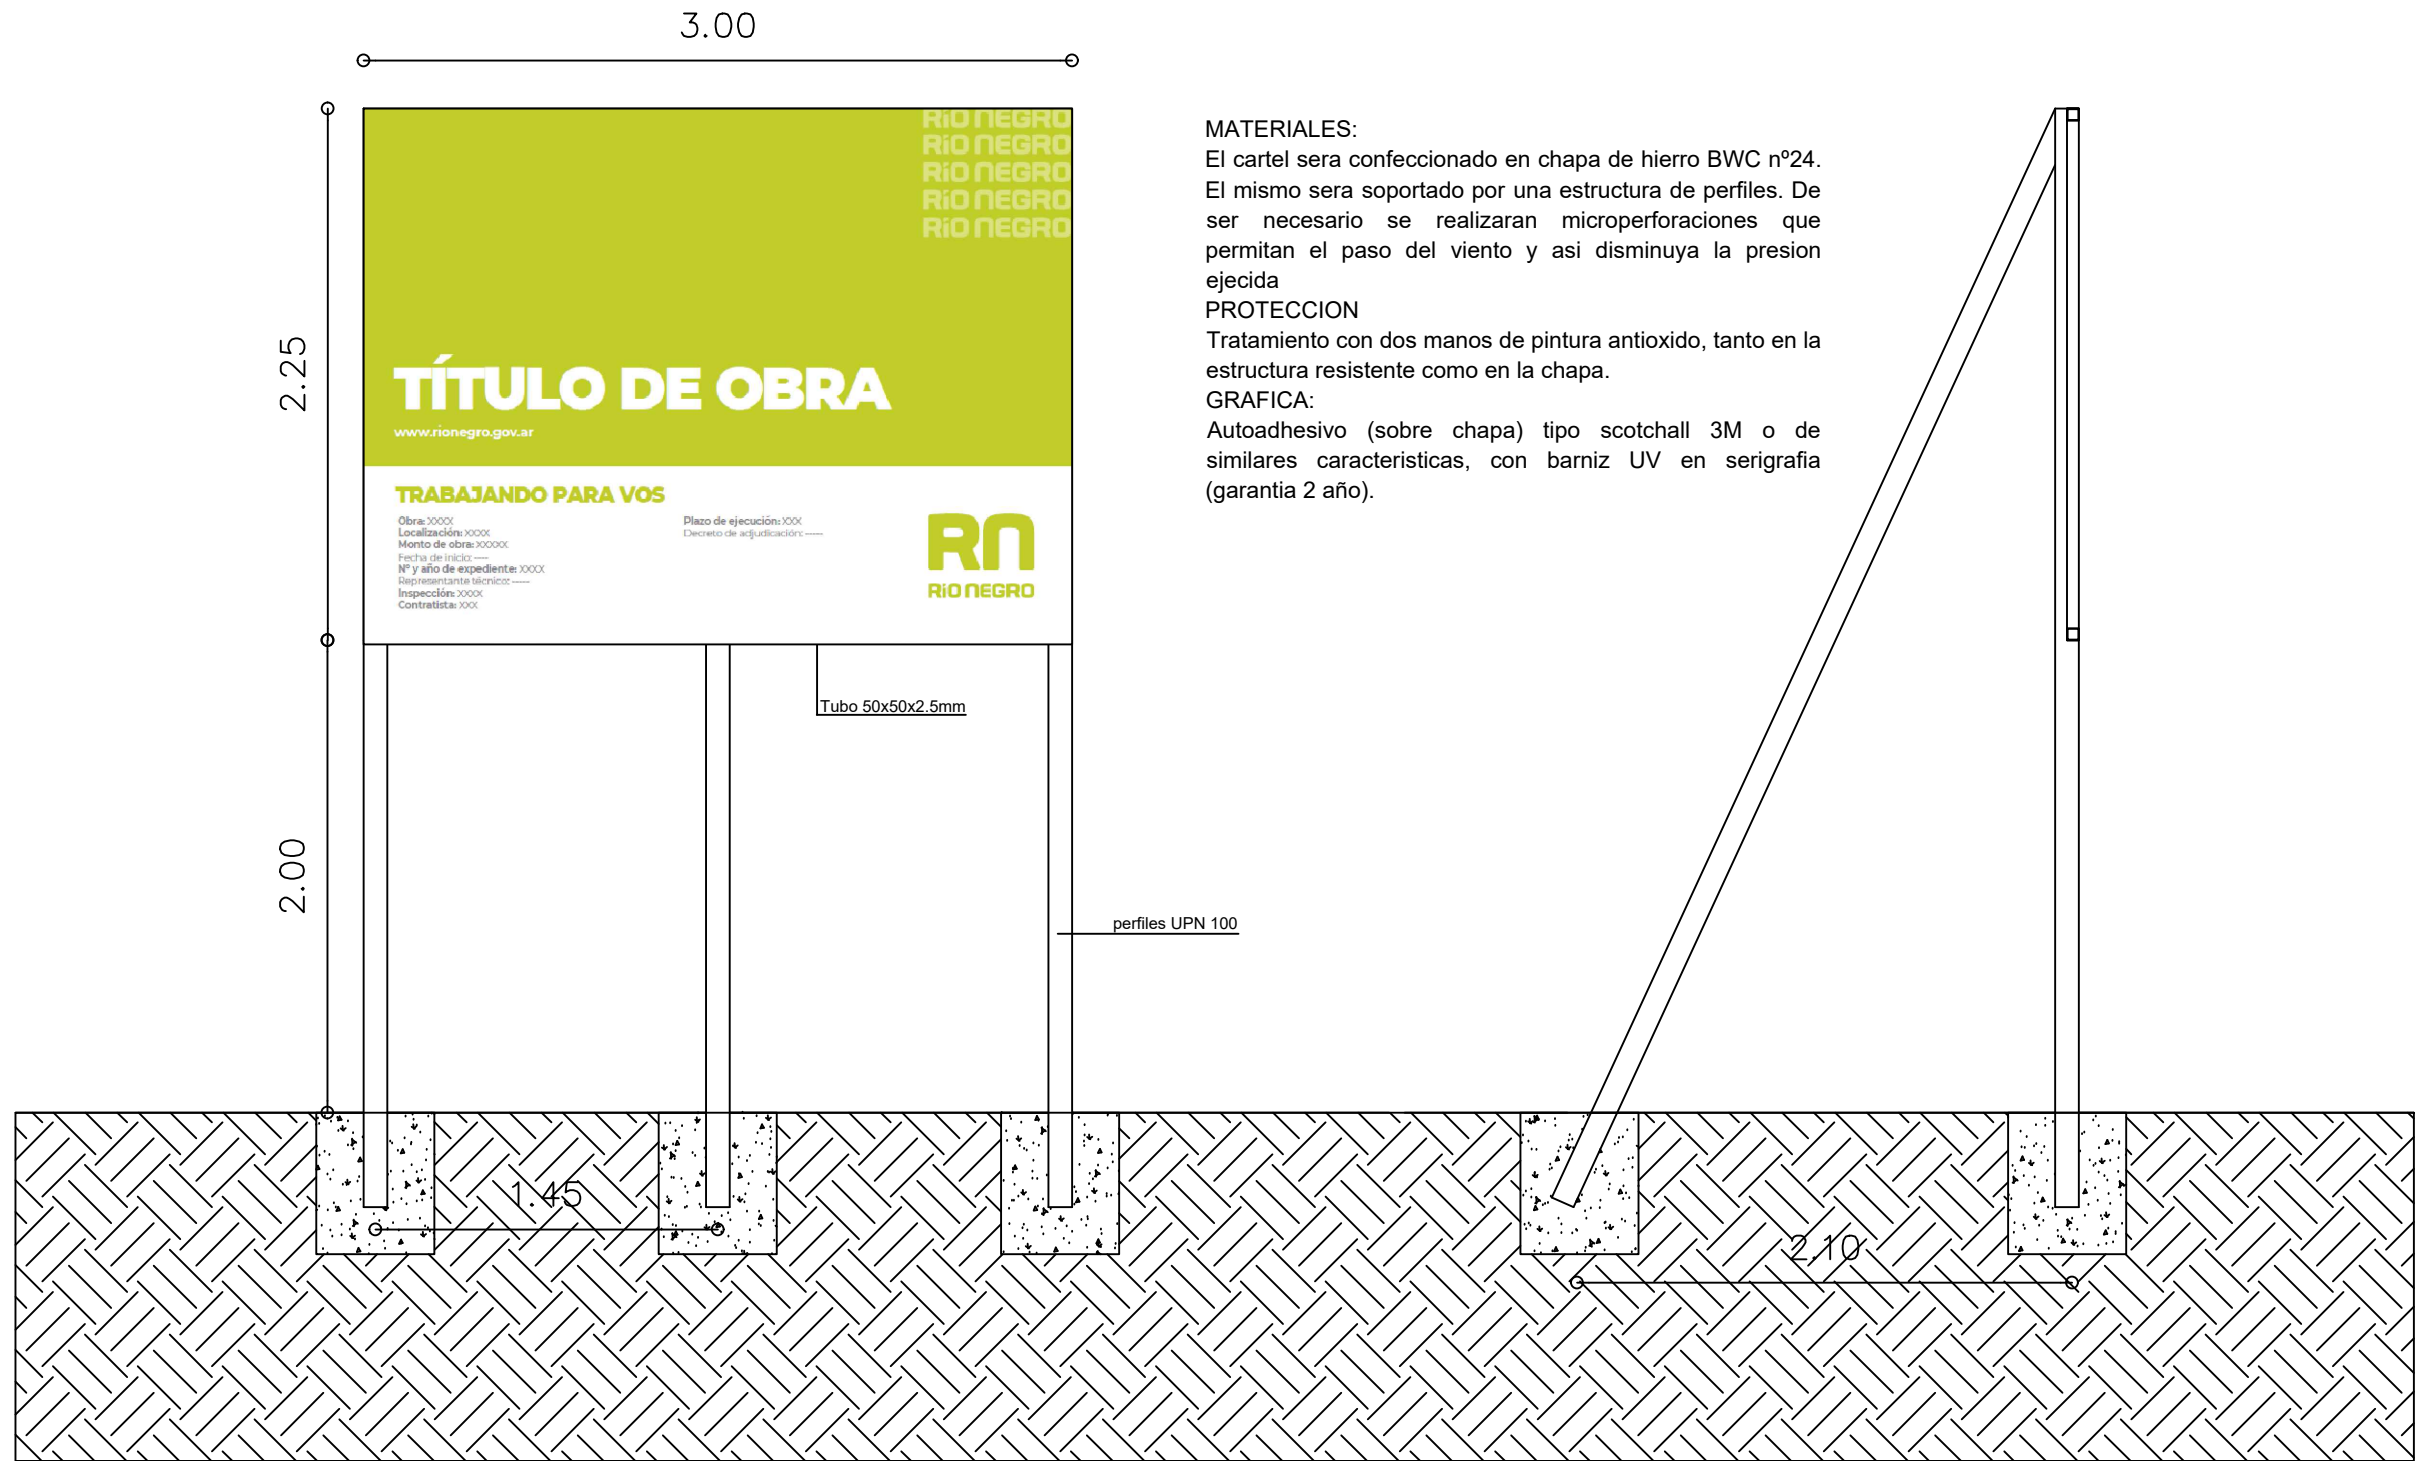 3.00
2.25
2.00
RÍO NEGRO
RÍO NEGRO
RÍO NEGRO
RÍO NEGRO
RÍO NEGRO
TÍTULO DE OBRA
www.rionegro.gov.ar
TRABAJANDO PARA VOS
Obra: XXXX
Localización: XXXX
Monto de obra: XXXXX
Fecha de inicio: ----
Nº y año de expediente: XXXX
Representante técnico: -----
Inspección: XXXX
Contratista: XXX
Plazo de ejecución: XXX
Decreto de adjudicación: -----
RN
RÍO NEGRO
Tubo 50x50x2.5mm
perfiles UPN 100
1.45
MATERIALES:
El cartel sera confeccionado en chapa de hierro BWC nº24.
El mismo sera soportado por una estructura de perfiles. De
ser necesario se realizaran microperforaciones que
permitan el paso del viento y asi disminuya la presion
ejecida
PROTECCION
Tratamiento con dos manos de pintura antioxido, tanto en la
estructura resistente como en la chapa.
GRAFICA:
Autoadhesivo (sobre chapa) tipo scotchall 3M o de
similares caracteristicas, con barniz UV en serigrafia
(garantia 2 año).
2.10